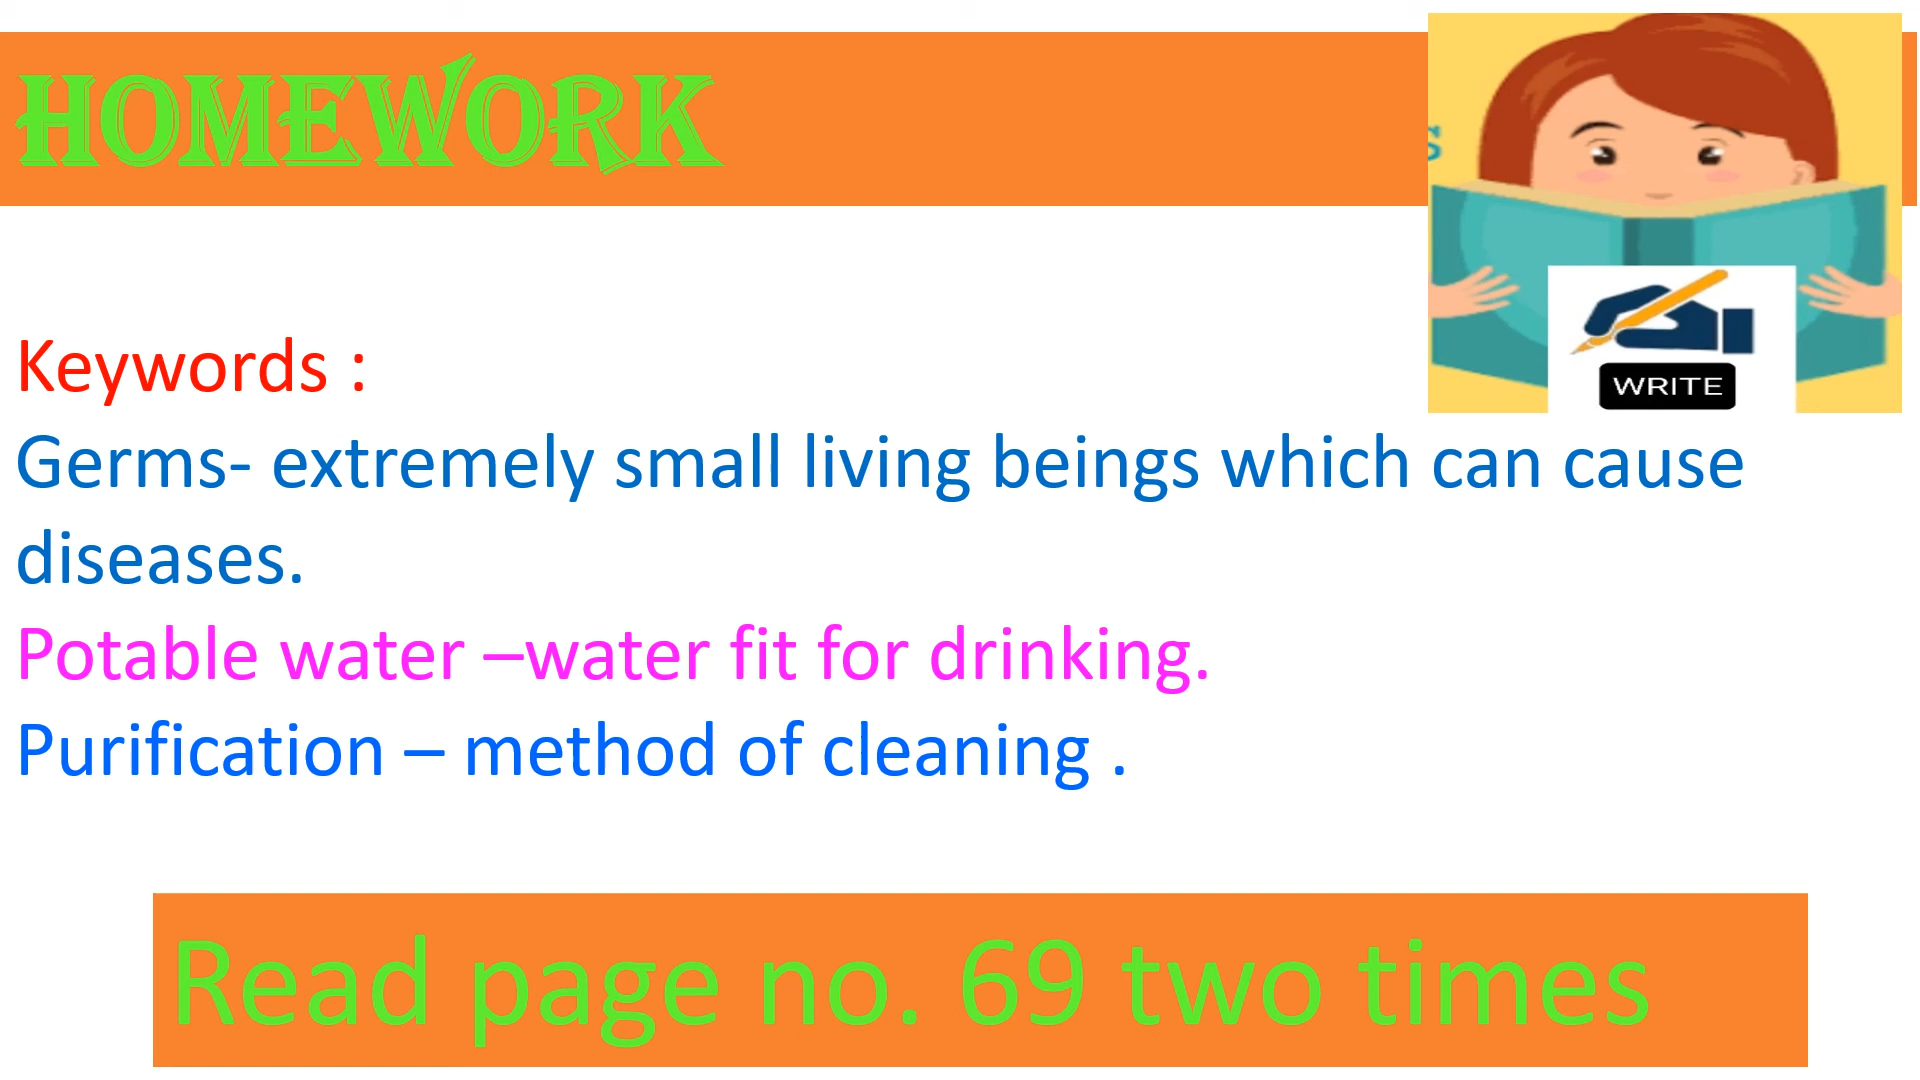 HOMEWORK
WRITE
Keywords :
Germs- extremely small living beings which can cause
diseases.
Potable water –water fit for drinking.
Purification – method of cleaning .
Read page no. 69 two times